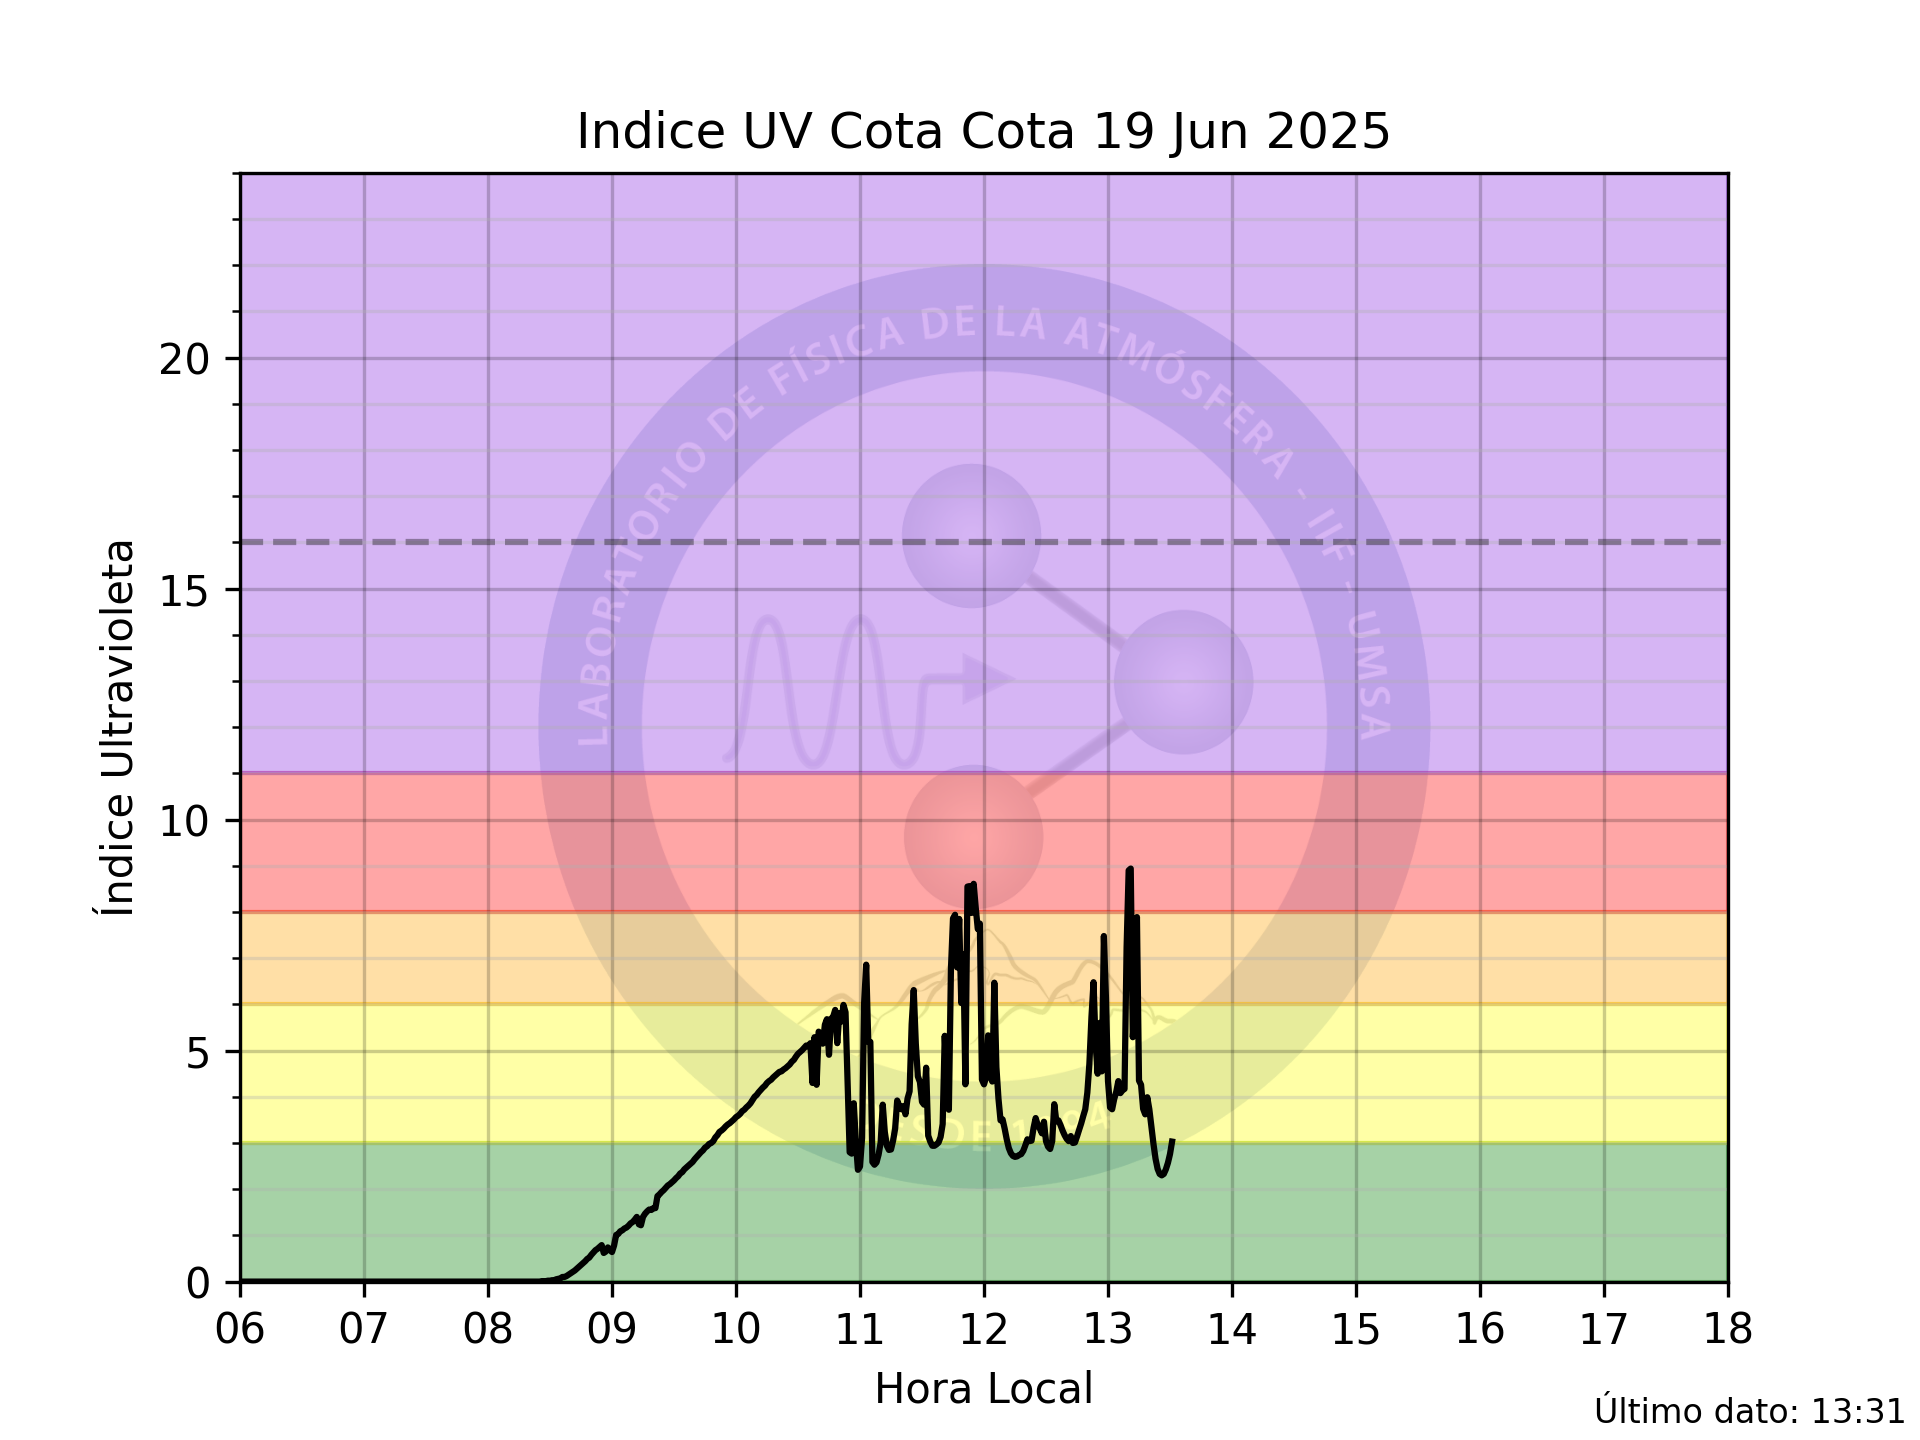 Indice UV Cota Cota 19 Jun 2025
LABORATORIO DE FÍSICA DE LA ATMÓSFERA - IIF - UMSA
20
15
10
5
0
Índice Ultravioleta
06 07 08 09 10 11 12 13 14 15 16 17 18
Hora Local
Último dato: 13:31